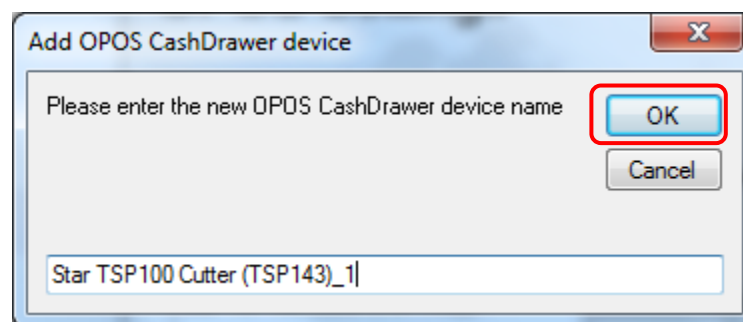 Add OPOS CashDrawer device
Please enter the new OPOS CashDrawer device name
OK
Cancel
Star TSP100 Cutter (TSP143)_1